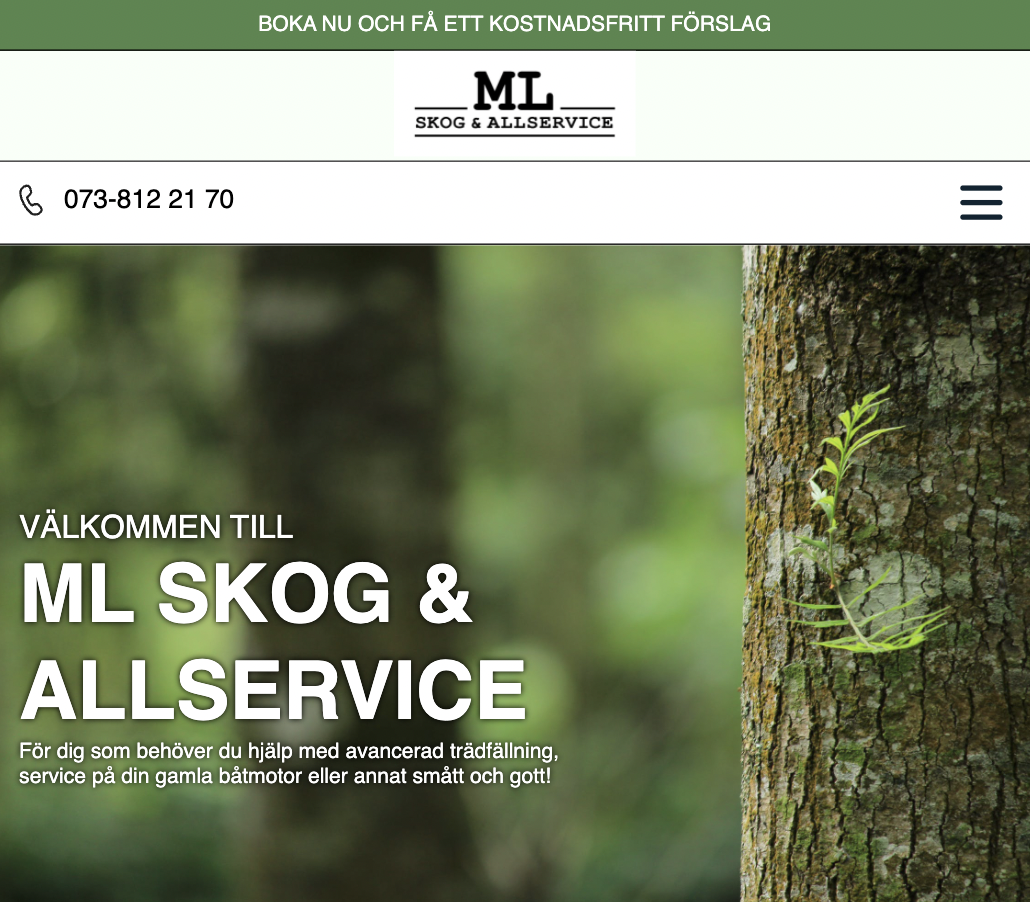 BOKA NU OCH FÅ ETT KOSTNADSFRITT FÖRSLAG
ML
SKOG & ALLSERVICE
073-812 21 70
VÄLKOMMEN TILL
ML SKOG &
ALLSERVICE
För dig som behöver du hjälp med avancerad trädfällning,
service på din gamla båtmotor eller annat smått och gott!